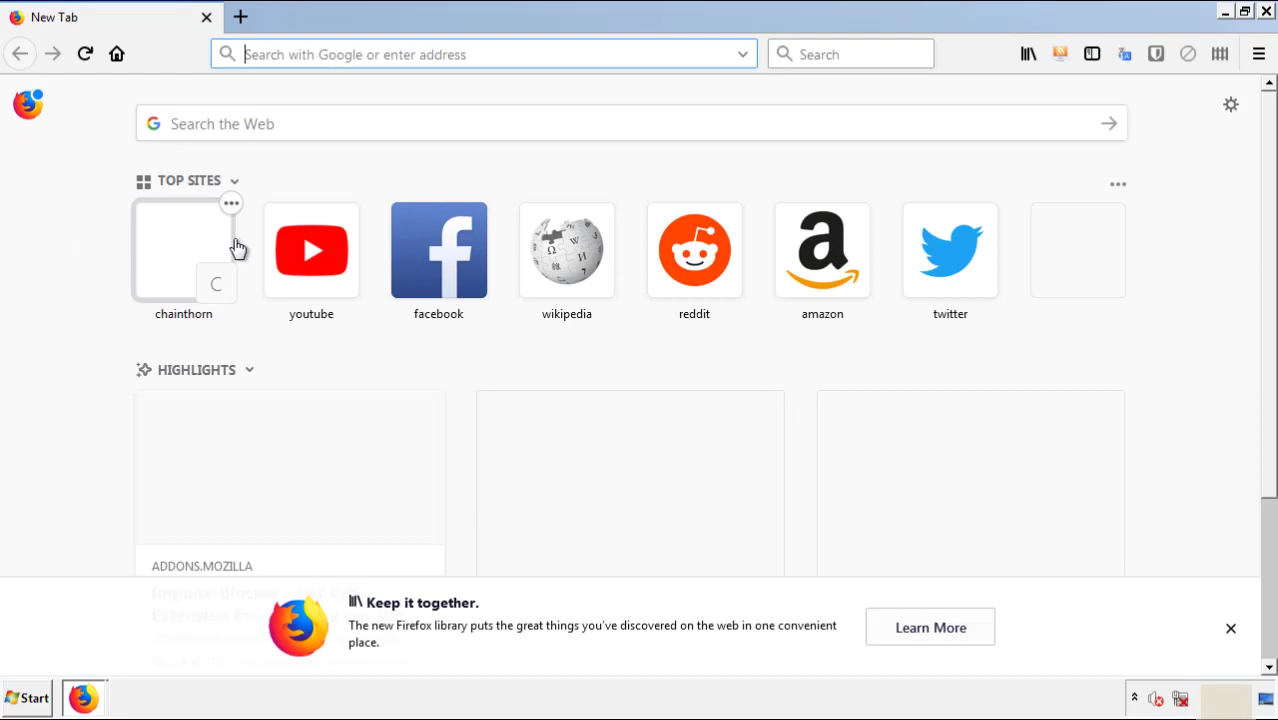 New Tab
Search with Google or enter address
Search
Search the Web
TOP SITES
C
chainthorn
youtube
facebook
wikipedia
reddit
amazon
twitter
HIGHLIGHTS
ADDONS.MOZILLA
Keep it together.
The new Firefox library puts the great things you've discovered on the web in one convenient
place.
Learn More
Start